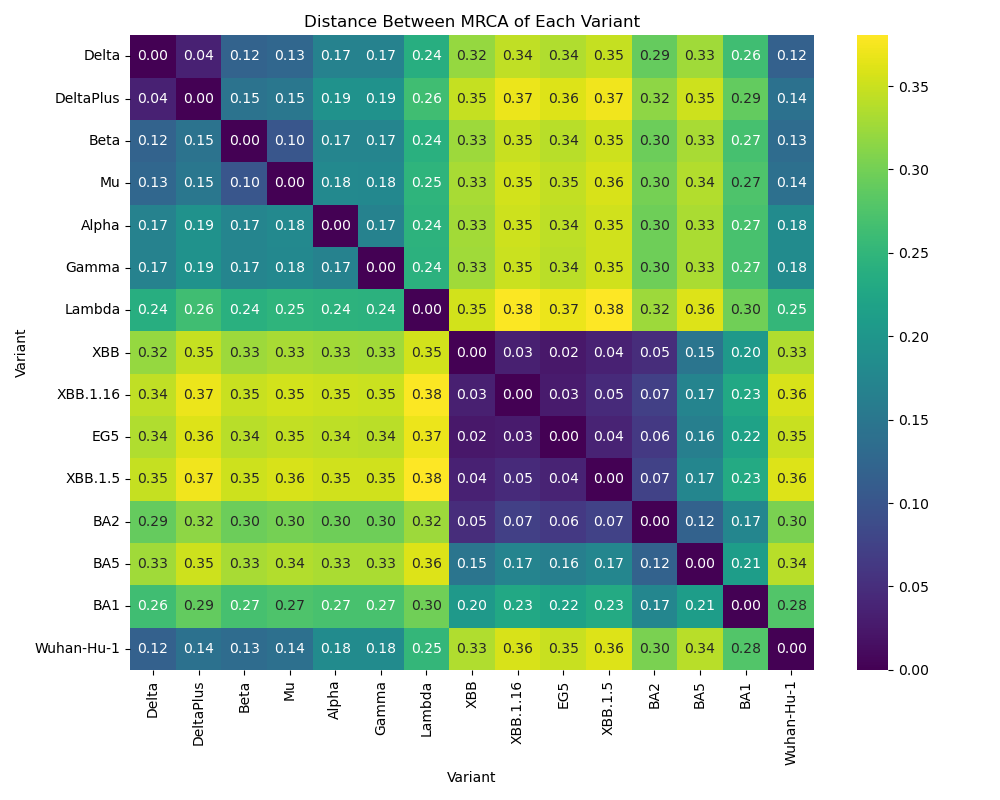 Distance Between MRCA of Each Variant
Delta 0.00 0.04 0.12 0.13 0.17 0.17 0.24 0.32 0.34 0.34 0.35 0.29 0.33 0.26 0.12
DeltaPlus 0.04 0.00 0.15 0.15 0.19 0.19 0.26 0.35 0.37 0.36 0.37 0.32 0.35 0.29 0.14
Beta 0.12 0.15 0.00 0.10 0.17 0.17 0.24 0.33 0.35 0.34 0.35 0.30 0.33 0.27 0.13
Mu 0.13 0.15 0.10 0.00 0.18 0.18 0.25 0.33 0.35 0.35 0.36 0.30 0.34 0.27 0.14
Alpha 0.17 0.19 0.17 0.18 0.00 0.17 0.24 0.33 0.35 0.34 0.35 0.30 0.33 0.27 0.18
Gamma 0.17 0.19 0.17 0.18 0.17 0.00 0.24 0.33 0.35 0.34 0.35 0.30 0.33 0.27 0.18
Lambda 0.24 0.26 0.24 0.25 0.24 0.24 0.00 0.35 0.38 0.37 0.38 0.32 0.36 0.30 0.25
XBB 0.32 0.35 0.33 0.33 0.33 0.33 0.35 0.00 0.03 0.02 0.04 0.05 0.15 0.20 0.33
XBB.1.16 0.34 0.37 0.35 0.35 0.35 0.35 0.38 0.03 0.00 0.03 0.05 0.07 0.17 0.23 0.36
EG5 0.34 0.36 0.34 0.35 0.34 0.34 0.37 0.02 0.03 0.00 0.04 0.06 0.16 0.22 0.35
XBB.1.5 0.35 0.37 0.35 0.36 0.35 0.35 0.38 0.04 0.05 0.04 0.00 0.07 0.17 0.23 0.36
BA2 0.29 0.32 0.30 0.30 0.30 0.30 0.32 0.05 0.07 0.06 0.07 0.00 0.12 0.17 0.30
BA5 0.33 0.35 0.33 0.34 0.33 0.33 0.36 0.15 0.17 0.16 0.17 0.12 0.00 0.21 0.34
BA1 0.26 0.29 0.27 0.27 0.27 0.27 0.30 0.20 0.23 0.22 0.23 0.17 0.21 0.00 0.28
Wuhan-Hu-1 0.12 0.14 0.13 0.14 0.18 0.18 0.25 0.33 0.36 0.35 0.36 0.30 0.34 0.28 0.00
Variant
Delta DeltaPlus Beta Mu Alpha Gamma Lambda XBB XBB.1.16 EG5 XBB.1.5 BA2 BA5 BA1 Wuhan-Hu-1
Variant
0.35
0.30
0.25
0.20
0.15
0.10
0.05
0.00